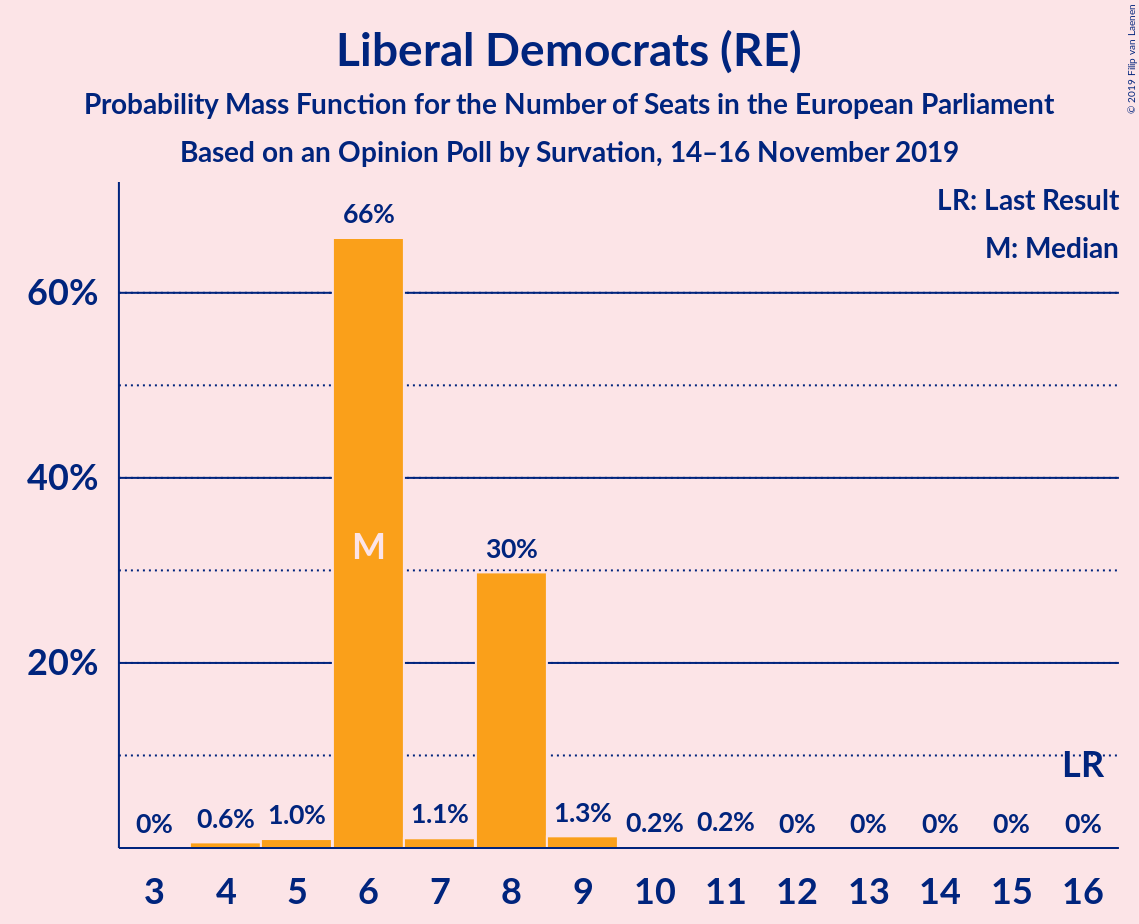 Liberal Democrats (RE)
Probability Mass Function for the Number of Seats in the European Parliament
Based on an Opinion Poll by Survation, 14–16 November 2019
© 2019 Filip van Laenen
LR: Last Result
M: Median
60%
40%
20%
0%
0.6%
1.0%
66%
M
1.1%
30%
1.3%
0.2%
0.2%
0%
0%
0%
0%
0%
LR
3 4 5 6 7 8 9 10 11 12 13 14 15 16